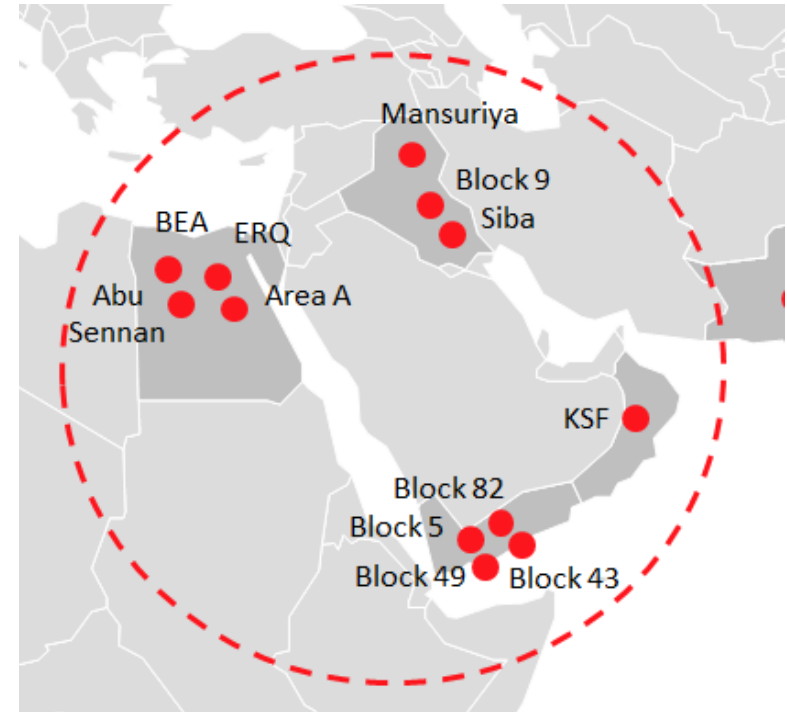 Mansuriya
Block 9
Siba
BEA
ERQ
Abu
Sennan
Area A
KSF
Block 82
Block 5
Block 49
Block 43